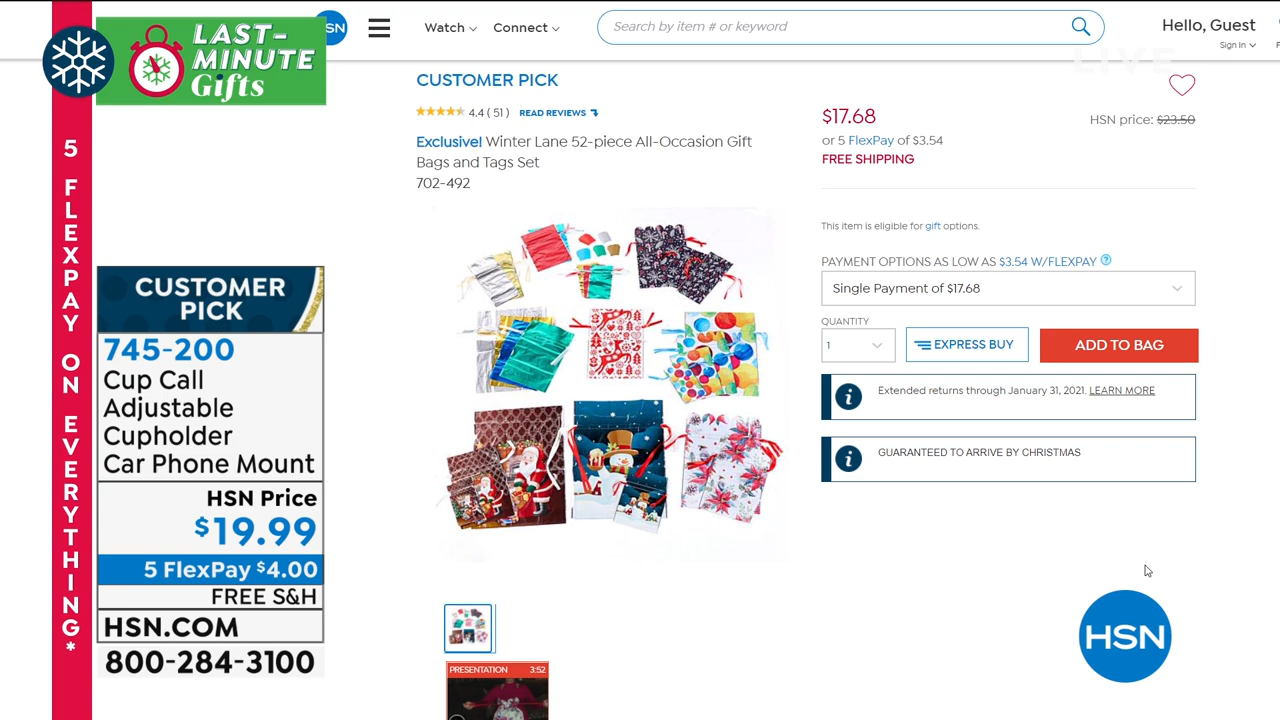 LAST-
MINUTE
Gifts
SN
Watch
Connect
Search by item # or keyword
Hello, Guest
Sign In
LIVE
5 FLEXPAY ON EVERYTHING*
CUSTOMER PICK
4.4 ( 51 ) READ REVIEWS
Exclusive! Winter Lane 52-piece All-Occasion Gift
Bags and Tags Set
702-492
$17.68
HSN price: $23.50
or 5 FlexPay of $3.54
FREE SHIPPING
This item is eligible for gift options.
PAYMENT OPTIONS AS LOW AS $3.54 W/FLEXPAY ?
Single Payment of $17.68
QUANTITY
1
EXPRESS BUY
ADD TO BAG
i Extended returns through January 31, 2021. LEARN MORE
i GUARANTEED TO ARRIVE BY CHRISTMAS
CUSTOMER
PICK
745-200
Cup Call
Adjustable
Cupholder
Car Phone Mount
HSN Price
$19.99
5 FlexPay $4.00
FREE S&H
HSN.COM
800-284-3100
PRESENTATION 3:52
HSN